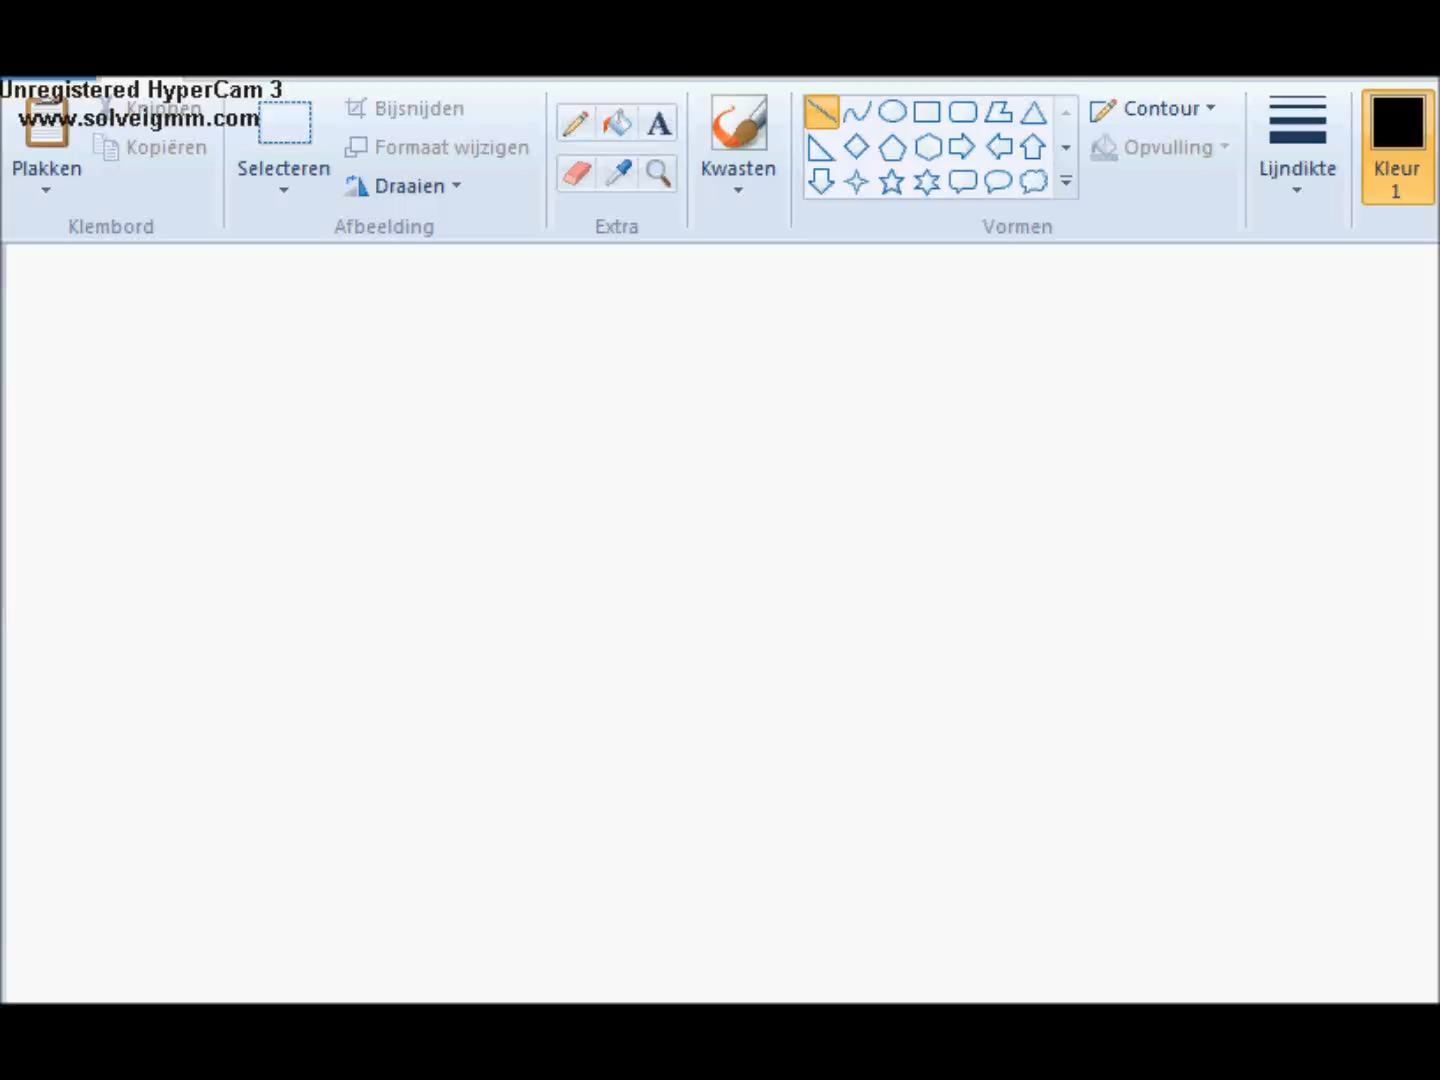 Unregistered HyperCam 3
www.solveigmm.com
Knippen
Kopiëren
Plakken
Klembord
Selecteren
Bijsnijden
Formaat wijzigen
Draaien
Afbeelding
A
Extra
Kwasten
Vormen
Contour
Opvulling
Lijndikte
Kleur
1